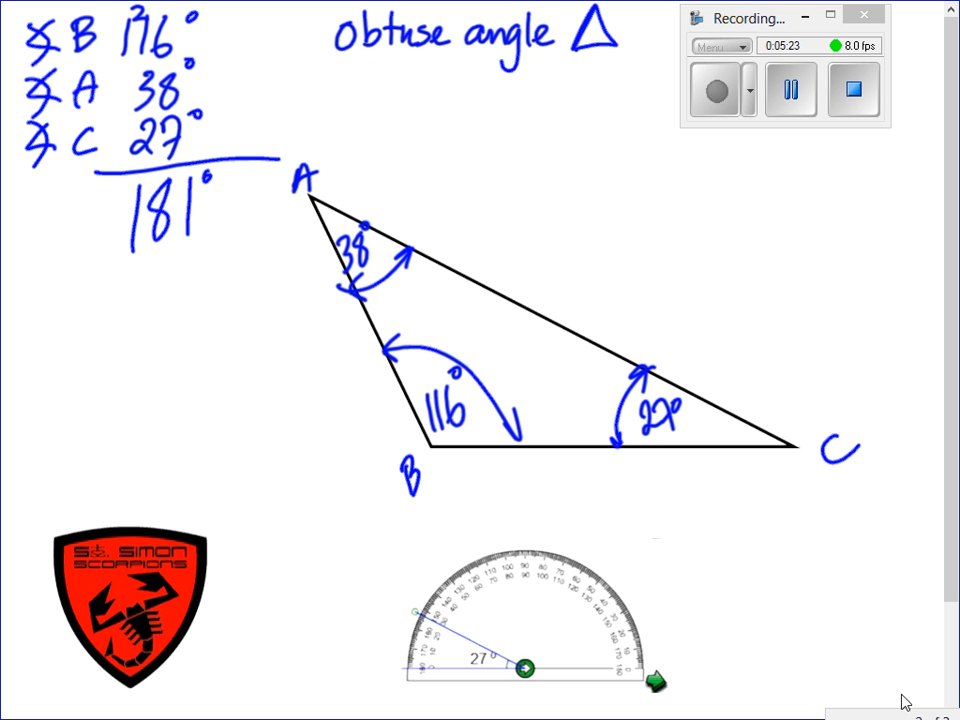 ∡ B 116°
∡ A 38°
∡ C 27°
181°
Obtuse angle △
Recording...
Menu
0:05:23
8.0 fps
A
38°
116°
27°
B
C
ST. SIMON
SCORPIONS
27°